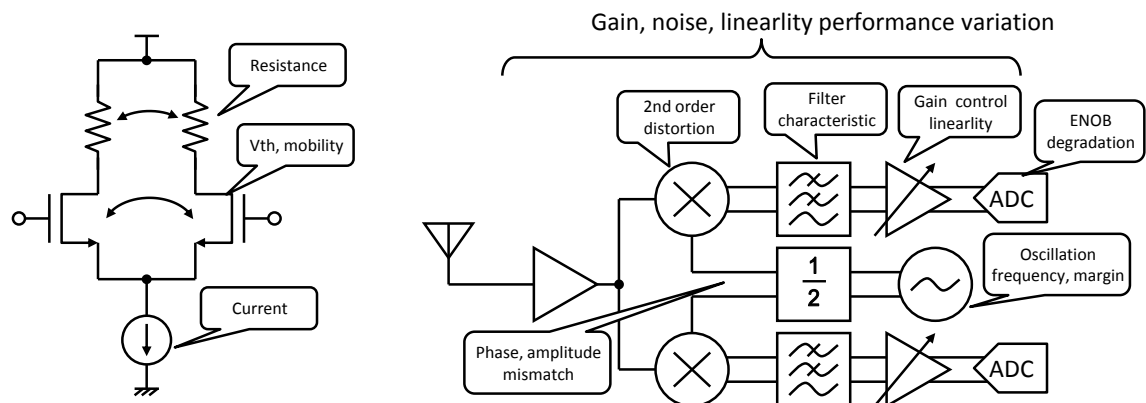 Gain, noise, linearlity performance variation
Resistance
Vth, mobility
Current
2nd order
distortion
Filter
characteristic
Gain control
linearlity
ENOB
degradation
ADC
Oscillation
frequency, margin
1
2
Phase, amplitude
mismatch
ADC